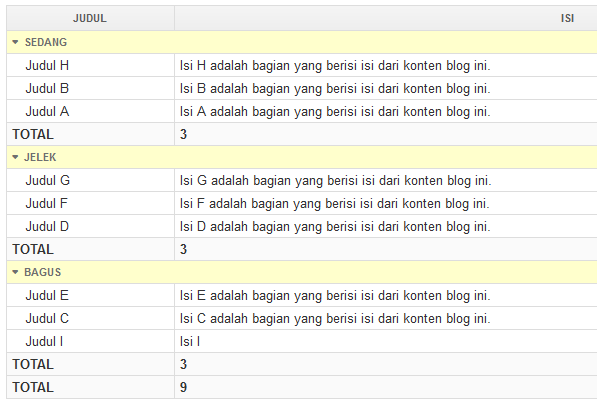 JUDUL ISI
SEDANG
Judul H Isi H adalah bagian yang berisi isi dari konten blog ini.
Judul B Isi B adalah bagian yang berisi isi dari konten blog ini.
Judul A Isi A adalah bagian yang berisi isi dari konten blog ini.
TOTAL 3
JELEK
Judul G Isi G adalah bagian yang berisi isi dari konten blog ini.
Judul F Isi F adalah bagian yang berisi isi dari konten blog ini.
Judul D Isi D adalah bagian yang berisi isi dari konten blog ini.
TOTAL 3
BAGUS
Judul E Isi E adalah bagian yang berisi isi dari konten blog ini.
Judul C Isi C adalah bagian yang berisi isi dari konten blog ini.
Judul I Isi I
TOTAL 3
TOTAL 9